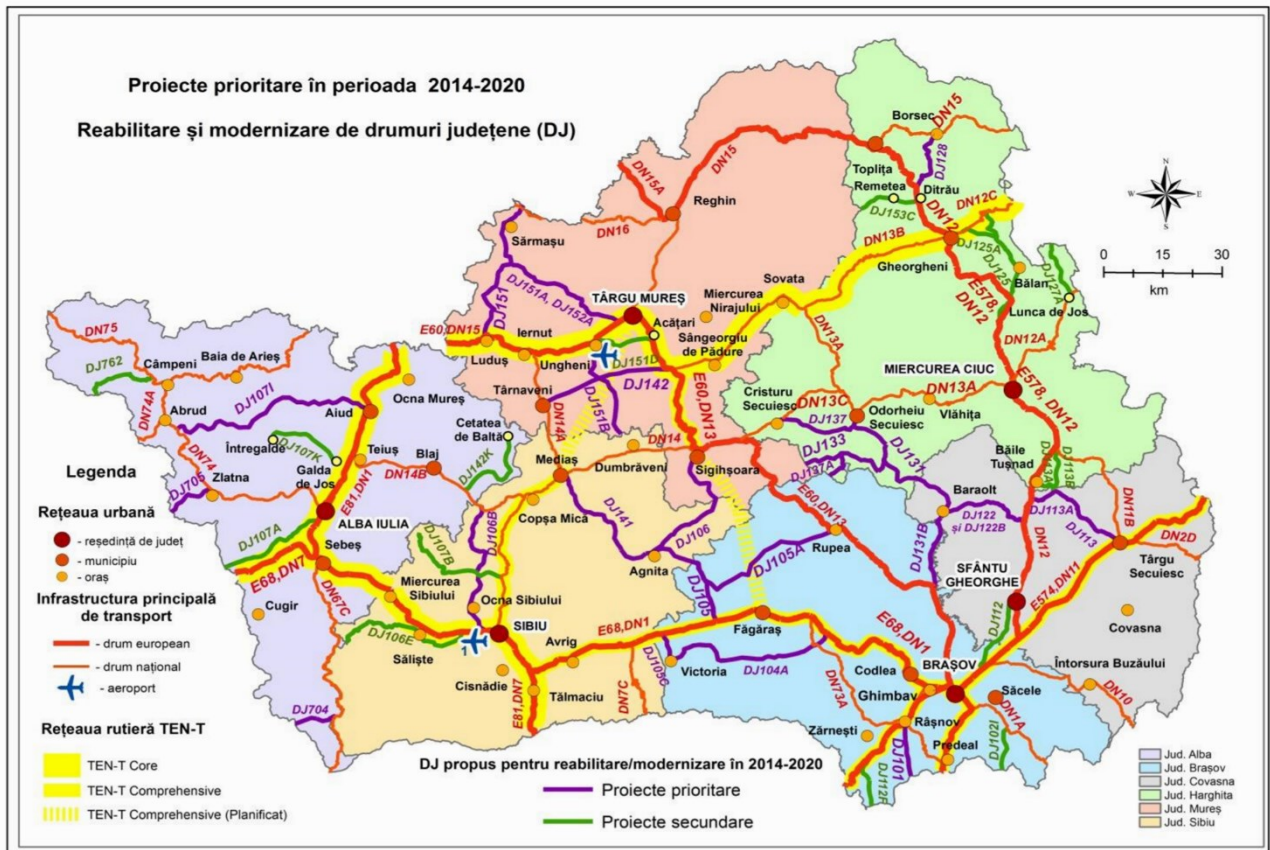 Proiecte prioritare în perioada 2014-2020
Reabilitare și modernizare de drumuri județene (DJ)
N
W
E
S
0 15 30
km
Borsec
DN15
Toplița
DJ128
Remetea
Ditrău
DJ153C
DN12
DN12C
DN15
DN15A
Reghin
DN16
Sărmașu
DN13B
DJ125A
Gheorgheni
DJ125
Bălan
DJ127A
Lunca de Jos
E578,
DN12
DN12A
Sovata
Miercurea
Nirajului
DJ151
DJ151A,
DJ152A
TÂRGU MUREȘ
Acățari
Sângeorgiu
de Pădure
DN13A
E60,DN15
Iernut
Luduș
Ungheni
DJ151D
DJ142
DJ151B
Târnaveni
E60,DN13
MIERCUREA CIUC
DN13A
Vlăhița
E578, DN12
Cristuru
Secuiesc
DN13C
DJ137
Odorheiu
Secuiesc
DJ133
DJ137A
DJ131
Băile
Tușnad
DJ113A
DJ113B
DN75
DJ762
Câmpeni
Baia de Arieș
DJ107I
DN74A
Abrud
Aiud
Ocna Mureș
Întregalde
DJ107K
Galda
de Jos
Teiuș
Cetatea
de Baltă
DN74
Zlatna
DJ705
E81,DN1
DN14B
Blaj
DJ142K
DN14A
Mediaș
DN14
Dumbrăveni
Sigihșoara
Copșa Mică
DJ141
DJ106
DJ106B
Agnita
DJ105A
E60,DN13
Rupea
Baraolt
DJ122
și DJ122B
DJ113A
DJ113
DN11B
DN2D
Târgu
Secuiesc
DJ131B
DN12
SFÂNTU
GHEORGHE
E574,DN11
DJ112
Covasna
Întorsura Buzăului
DN10
ALBA IULIA
DJ107A
Sebeș
E68,DN7
DN67C
Cugir
Miercurea
Sibiului
DJ107B
Ocna Sibiului
DJ106E
Săliște
SIBIU
Avrig
E68,DN1
Cisnădie
Tălmaciu
E81,DN7
DN7C
DJ105
DJ105C
Victoria
DJ104A
Făgăraș
E68,DN1
Codlea
BRAȘOV
Ghimbav
Săcele
DN73A
Râșnov
DN1A
Zărnești
Predeal
DJ102I
DJ101
DJ112F
DJ704
Legenda
Rețeaua urbană
- reședință de județ
- municipiu
- oraș
Infrastructura principală
de transport
- drum european
- drum național
- aeroport
Rețeaua rutieră TEN-T
TEN-T Core
TEN-T Comprehensive
TEN-T Comprehensive (Planificat)
DJ propus pentru reabilitare/modernizare în 2014-2020
Proiecte prioritare
Proiecte secundare
Jud. Alba
Jud. Brașov
Jud. Covasna
Jud. Harghita
Jud. Mureș
Jud. Sibiu